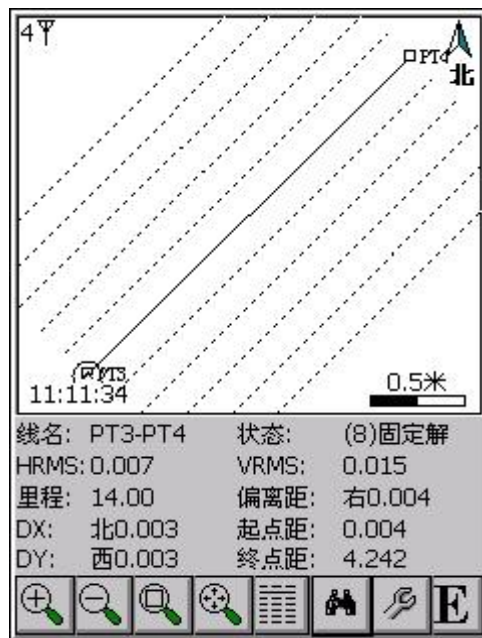 4
PT4
北
PT3
11:11:34
0.5米
线名: PT3-PT4 状态: (8)固定解
HRMS: 0.007 VRMS: 0.015
里程: 14.00 偏离距: 右0.004
DX: 北0.003 起点距: 0.004
DY: 西0.003 终点距: 4.242
E